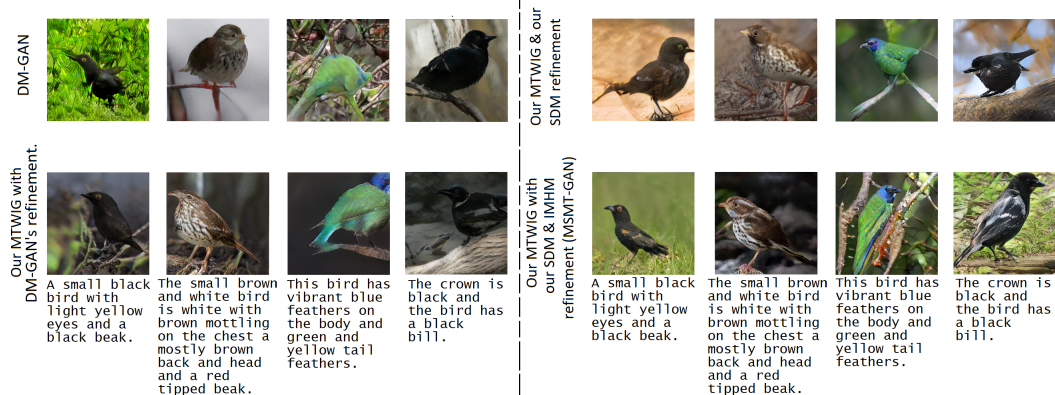 DM-GAN
Our MTWIG & our
SDM refinement
Our MTWIG with
DM-GAN's refinement.
Our MTWIG with
our SDM & IMHM
refinement (MSMT-GAN)
A small black
bird with
light yellow
eyes and a
black beak.
The small brown
and white bird
is white with
brown mottling
on the chest a
mostly brown
back and head
and a red
tipped beak.
This bird has
vibrant blue
feathers on
the body and
green and
yellow tail
feathers.
The crown is
black and
the bird has
a black
bill.
A small black
bird with
light yellow
eyes and a
black beak.
The small brown
and white bird
is white with
brown mottling
on the chest a
mostly brown
back and head
and a red
tipped beak.
This bird has
vibrant blue
feathers on
the body and
green and
yellow tail
feathers.
The crown is
black and
the bird has
a black
bill.